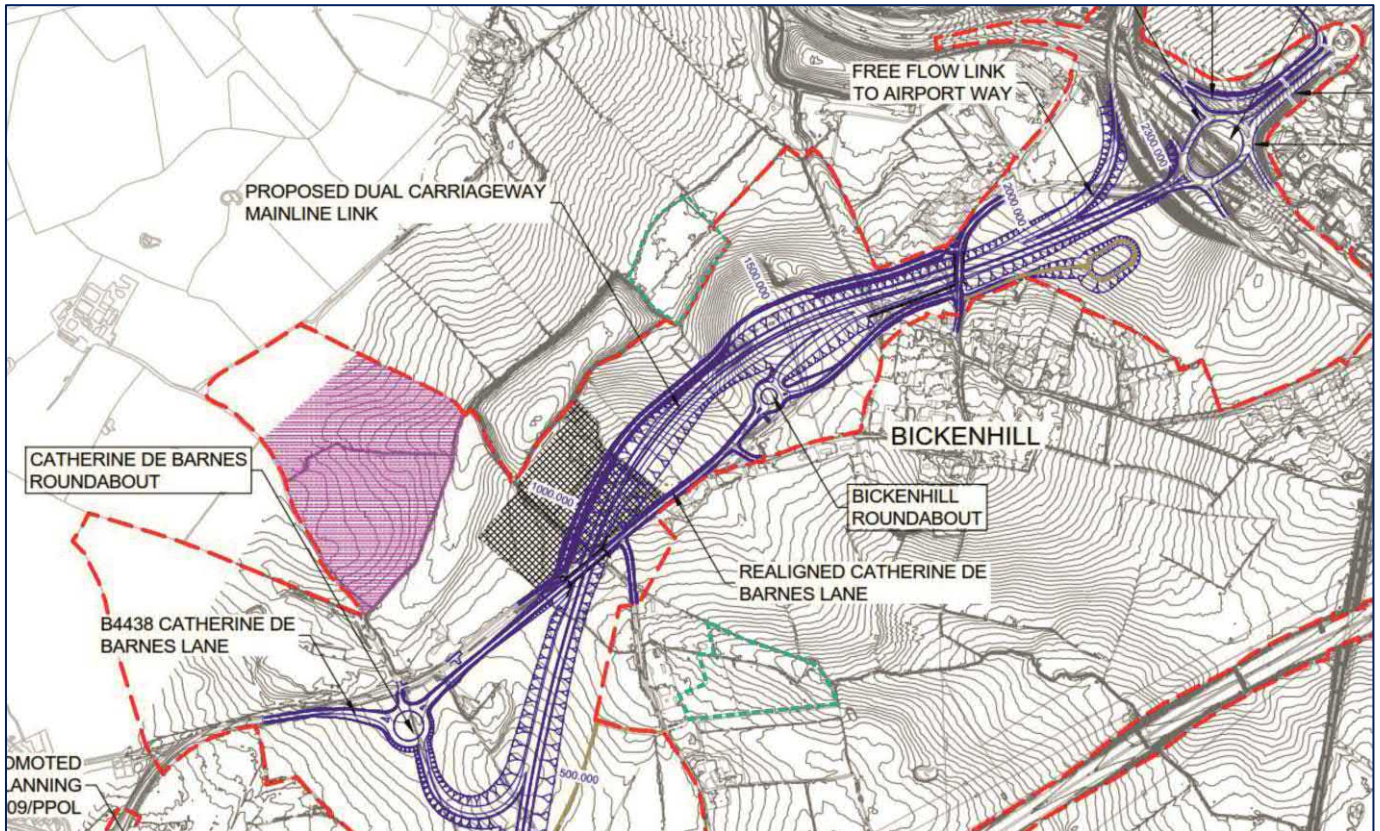 FREE FLOW LINK
TO AIRPORT WAY
2300.000
PROPOSED DUAL CARRIAGEWAY
MAINLINE LINK
2000.000
1500.000
CATHERINE DE BARNES
ROUNDABOUT
BICKENHILL
1000.000
BICKENHILL
ROUNDABOUT
REALIGNED CATHERINE DE
BARNES LANE
B4438 CATHERINE DE
BARNES LANE
500.000
OMOTED
LANNING
09/PPOL